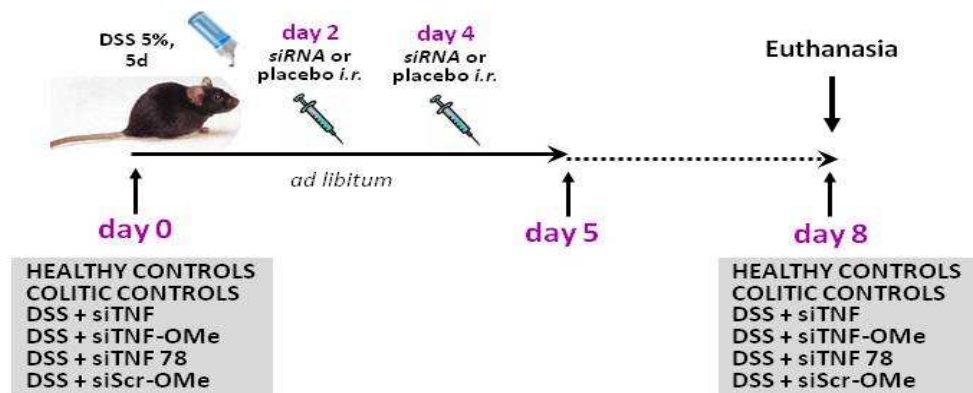 DSS 5%,
5d
day 2
siRNA or
placebo i.r.
day 4
siRNA or
placebo i.r.
Euthanasia
ad libitum
day 0
day 5
day 8
HEALTHY CONTROLS
COLITIC CONTROLS
DSS + siTNF
DSS + siTNF-OMe
DSS + siTNF 78
DSS + siScr-OMe
HEALTHY CONTROLS
COLITIC CONTROLS
DSS + siTNF
DSS + siTNF-OMe
DSS + siTNF 78
DSS + siScr-OMe